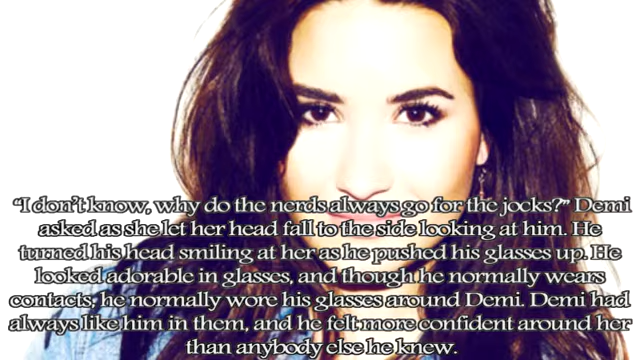 “I don’t know, why do the nerds always go for the jocks?” Demi
asked as she let her head fall to the side looking at him. He
turned his head smiling at her as he pushed his glasses up. He
looked adorable in glasses, and though he normally wears
contacts, he normally wore his glasses around Demi. Demi had
always like him in them, and he felt more confident around her
than anybody else he knew.